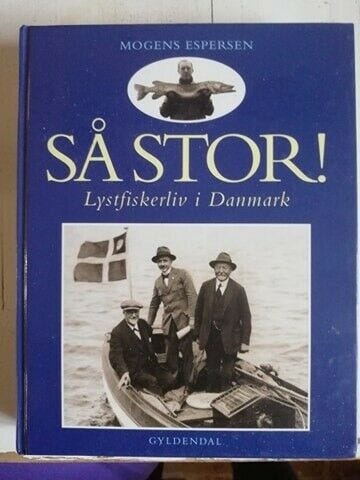 MOGENS ESPERSEN
SÅ STOR!
Lystfiskerliv i Danmark
GYLDENDAL